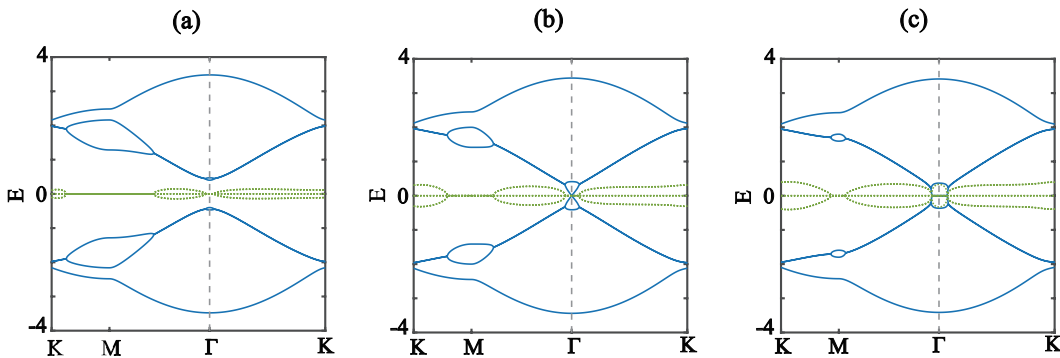 (a) (b) (c)
4 4 4
E 0 E 0 E 0
-4 -4 -4
K M Γ K K M Γ K K M Γ K